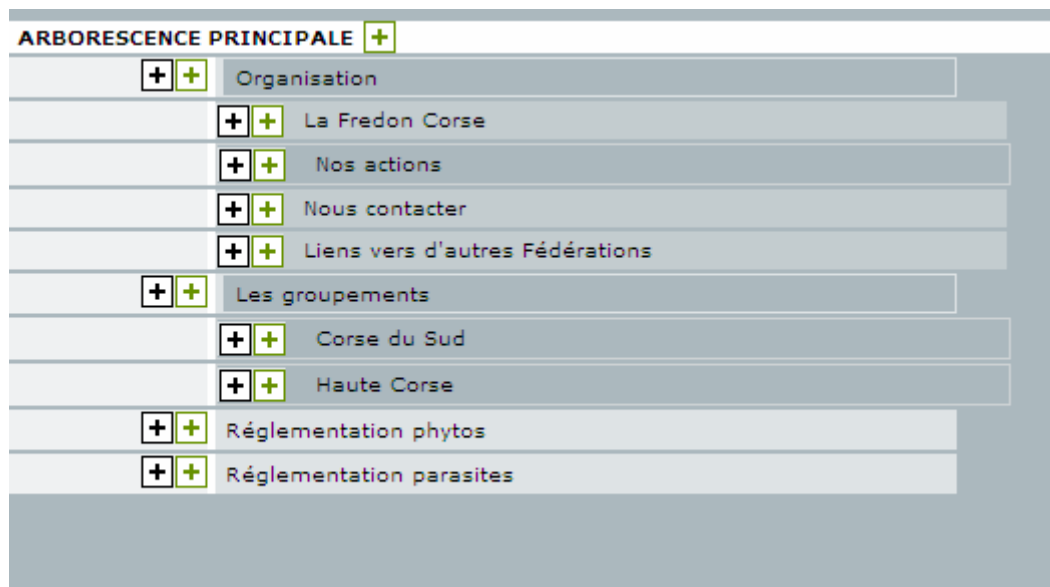 ARBORESCENCE PRINCIPALE
Organisation
La Fredon Corse
Nos actions
Nous contacter
Liens vers d'autres Fédérations
Les groupements
Corse du Sud
Haute Corse
Réglementation phytos
Réglementation parasites